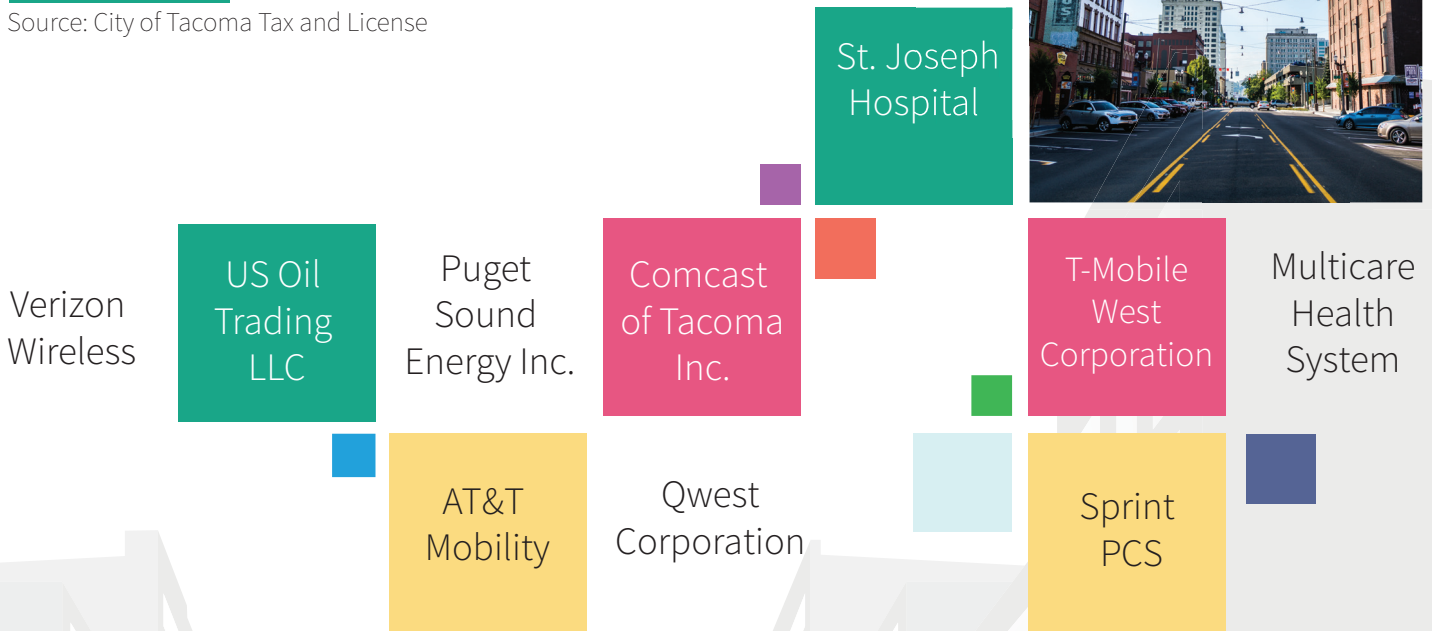 Source: City of Tacoma Tax and License
St. Joseph
Hospital
Verizon
Wireless
US Oil
Trading
LLC
Puget
Sound
Energy Inc.
Comcast
of Tacoma
Inc.
T-Mobile
West
Corporation
Multicare
Health
System
AT&T
Mobility
Qwest
Corporation
Sprint
PCS